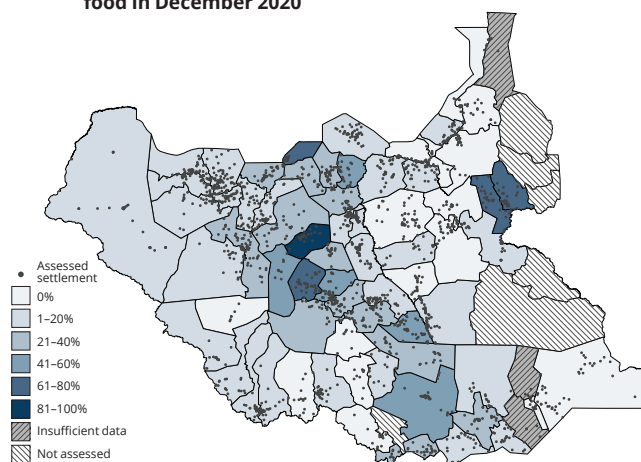 food in December 2020
Assessed
settlement
0%
1–20%
21–40%
41–60%
61–80%
81–100%
Insufficient data
Not assessed